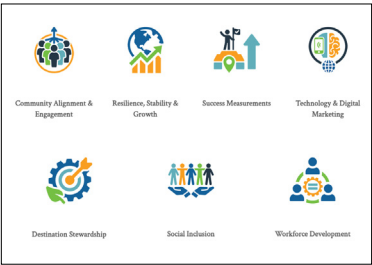 Community Alignment &
Engagement
Resilience, Stability &
Growth
Success Measurements
Technology & Digital
Marketing
Destination Stewardship
Social Inclusion
Workforce Development